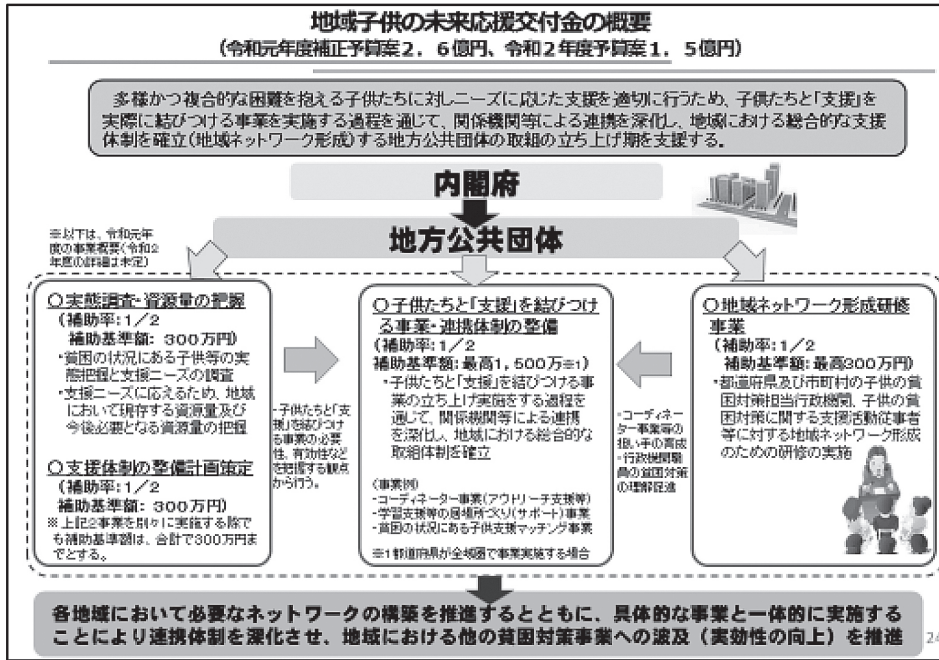 地域子供の未来応援交付金の概要
(令和元年度補正予算案2．6億円、令和2年度予算案1．5億円)
多様かつ複合的な困難を抱える子供たちに対しニーズに応じた支援を適切に行うため、子供たちと「支援」を
実際に結びつける事業を実施する過程を通じて、関係機関等による連携を深化し、地域における総合的な支援
体制を確立(地域ネットワーク形成)する地方公共団体の取組の立ち上げ期を支援する。
内閣府
地方公共団体
※以下は、令和元年
度の事業概要(令和2
年度の詳細は未定)
○実態調査・資源量の把握
(補助率:1／2
補助基準額: 300万円)
・貧困の状況にある子供等の実
態把握と支援ニーズの調査
・支援ニーズに応えるため、地域
において現存する資源量及び
今後必要となる資源量の把握
○支援体制の整備計画策定
(補助率:1／2
補助基準額: 300万円)
※上記2事業を別々に実施する際で
も補助基準額は、合計で300万円ま
でとする。
・子供たちと「支
援」を結びつけ
る事業の必要
性、有効性など
を把握する観点
から行う。
○子供たちと「支援」を結びつけ
る事業・連携体制の整備
(補助率:1／2
補助基準額:最高1,500万※1)
・子供たちと「支援」を結びつける事
業の立ち上げ実施をする過程を
通じて、関係機関等による連携
を深化し、地域における総合的な
取組体制を確立
〈事業例〉
・コーディネーター事業(アウトリーチ支援等)
・学習支援等の居場所づくり(サポート)事業
・貧困の状況にある子供支援マッチング事業
※1都道府県が全域圏で事業実施する場合
・コーディネー
ター事業等の
担い手の育成
・行政機関職
員の貧困対策
の理解促進
○地域ネットワーク形成研修
事業
(補助率:1／2
補助基準額:最高300万円)
・都道府県及び市町村の子供の貧
困対策担当行政機関、子供の貧
困対策に関する支援活動従事者
等に対する地域ネットワーク形成
のための研修の実施
各地域において必要なネットワークの構築を推進するとともに、具体的な事業と一体的に実施する
ことにより連携体制を深化させ、地域における他の貧困対策事業への波及（実効性の向上）を推進
24